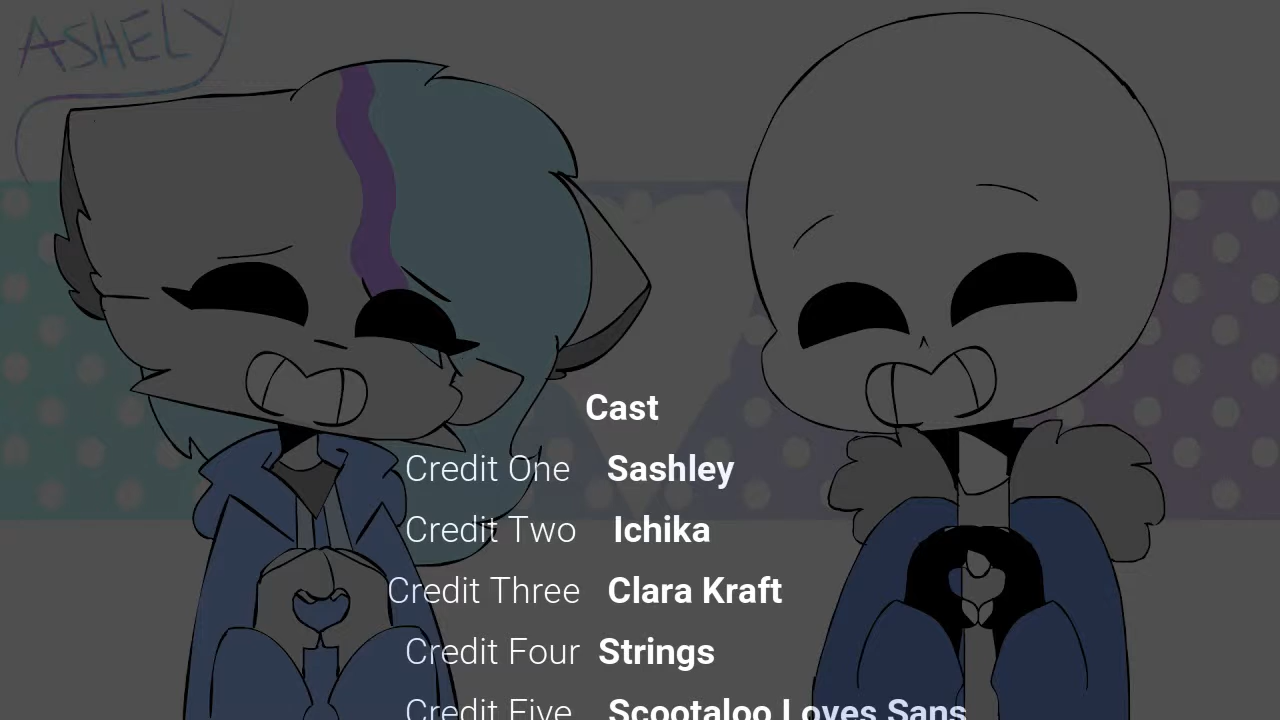 ASHELY
Cast
Credit One Sashley
Credit Two Ichika
Credit Three Clara Kraft
Credit Four Strings
Credit Five Scootaloo Loves Sans